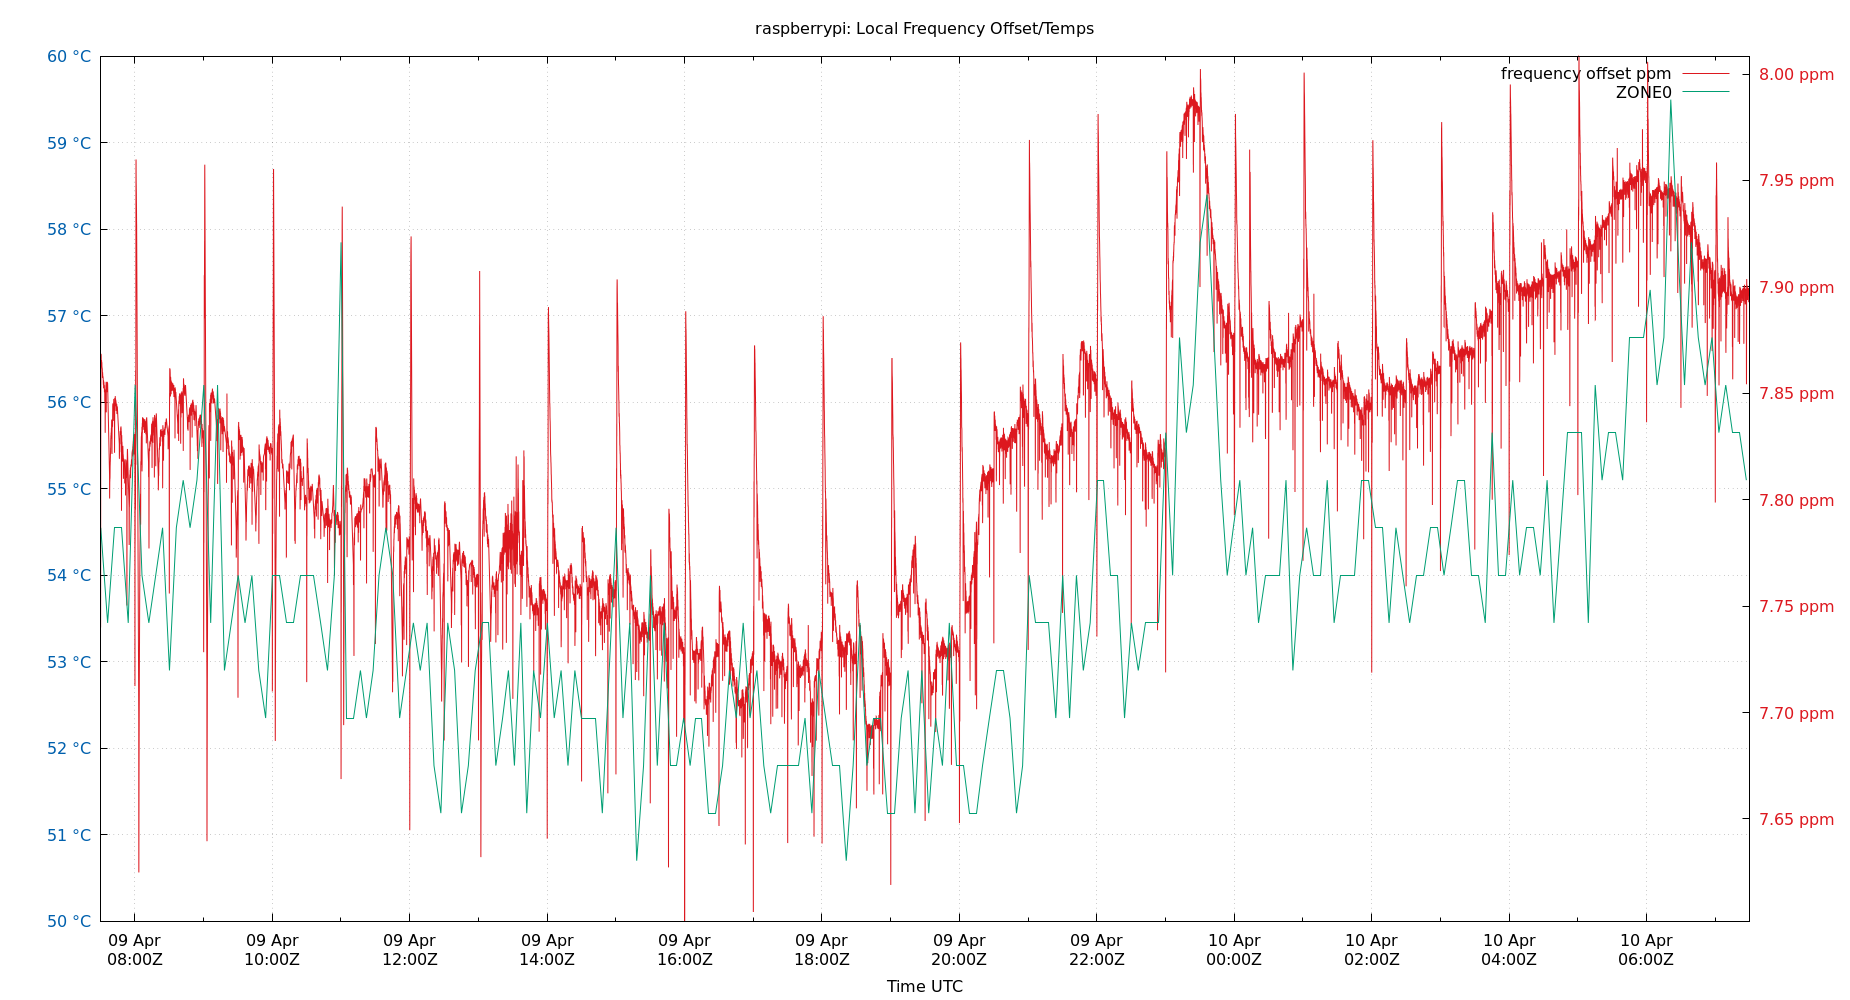 raspberrypi: Local Frequency Offset/Temps
60 °C
59 °C
58 °C
57 °C
56 °C
55 °C
54 °C
53 °C
52 °C
51 °C
50 °C
frequency offset ppm
ZONE0
8.00 ppm
7.95 ppm
7.90 ppm
7.85 ppm
7.80 ppm
7.75 ppm
7.70 ppm
7.65 ppm
09 Apr
08:00Z
09 Apr
10:00Z
09 Apr
12:00Z
09 Apr
14:00Z
09 Apr
16:00Z
09 Apr
18:00Z
09 Apr
20:00Z
09 Apr
22:00Z
10 Apr
00:00Z
10 Apr
02:00Z
10 Apr
04:00Z
10 Apr
06:00Z
Time UTC